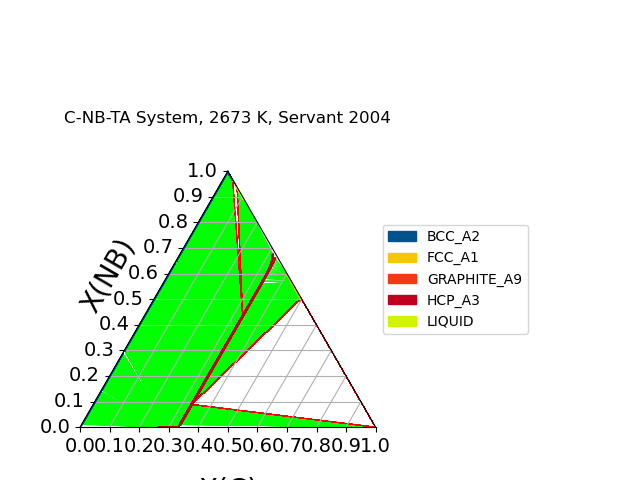 C-NB-TA System, 2673 K, Servant 2004
1.0
0.9
0.8
0.7
0.6
0.5
0.4
0.3
0.2
0.1
0.0
X(NB)
0.00.10.20.30.40.50.60.70.80.91.0
X(C)
BCC_A2
FCC_A1
GRAPHITE_A9
HCP_A3
LIQUID